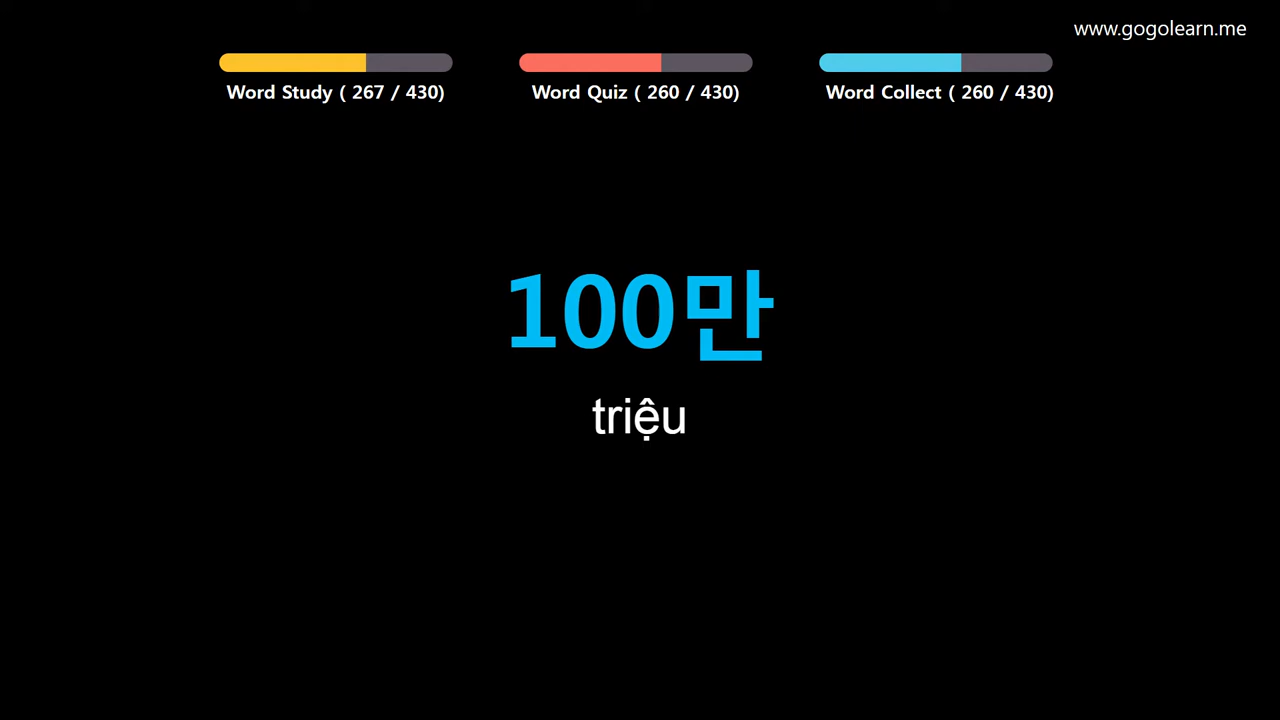 www.gogolearn.me
Word Study ( 267 / 430)
Word Quiz ( 260 / 430)
Word Collect ( 260 / 430)
100만
triệu